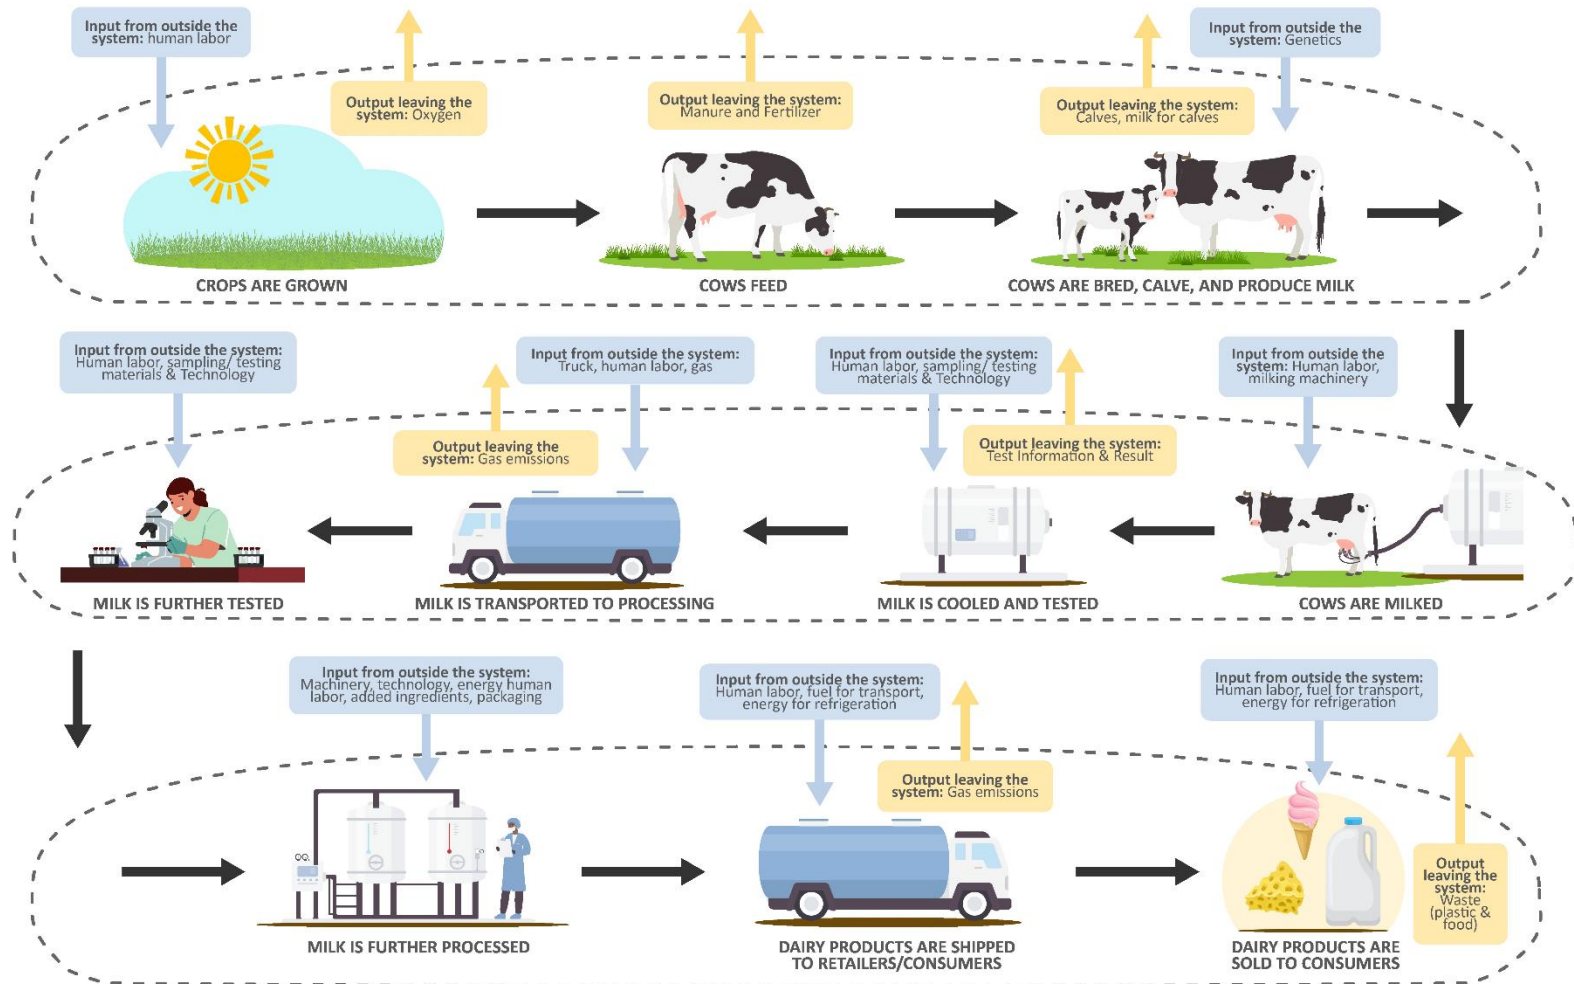 Input from outside the
system: human labor
Output leaving the
system: Oxygen
Output leaving the system:
Manure and Fertilizer
Output leaving the system:
Calves, milk for calves
Input from outside the
system: Genetics
CROPS ARE GROWN
COWS FEED
COWS ARE BRED, CALVE, AND PRODUCE MILK
Input from outside the system:
Human labor, sampling/ testing
materials & Technology
Output leaving the
system: Gas emissions
Input from outside the system:
Truck, human labor, gas
Input from outside the system:
Human labor, sampling/ testing
materials & Technology
Output leaving the system:
Test Information & Result
Input from outside the
system: Human labor,
milking machinery
MILK IS FURTHER TESTED
MILK IS TRANSPORTED TO PROCESSING
MILK IS COOLED AND TESTED
COWS ARE MILKED
Input from outside the system:
Machinery, technology, energy human
labor, added ingredients, packaging
Input from outside the system:
Human labor, fuel for transport,
energy for refrigeration
Output leaving the
system: Gas emissions
Input from outside the system:
Human labor, fuel for transport,
energy for refrigeration
Output
leaving the
system:
Waste
(plastic &
food)
MILK IS FURTHER PROCESSED
DAIRY PRODUCTS ARE SHIPPED
TO RETAILERS/CONSUMERS
DAIRY PRODUCTS ARE
SOLD TO CONSUMERS